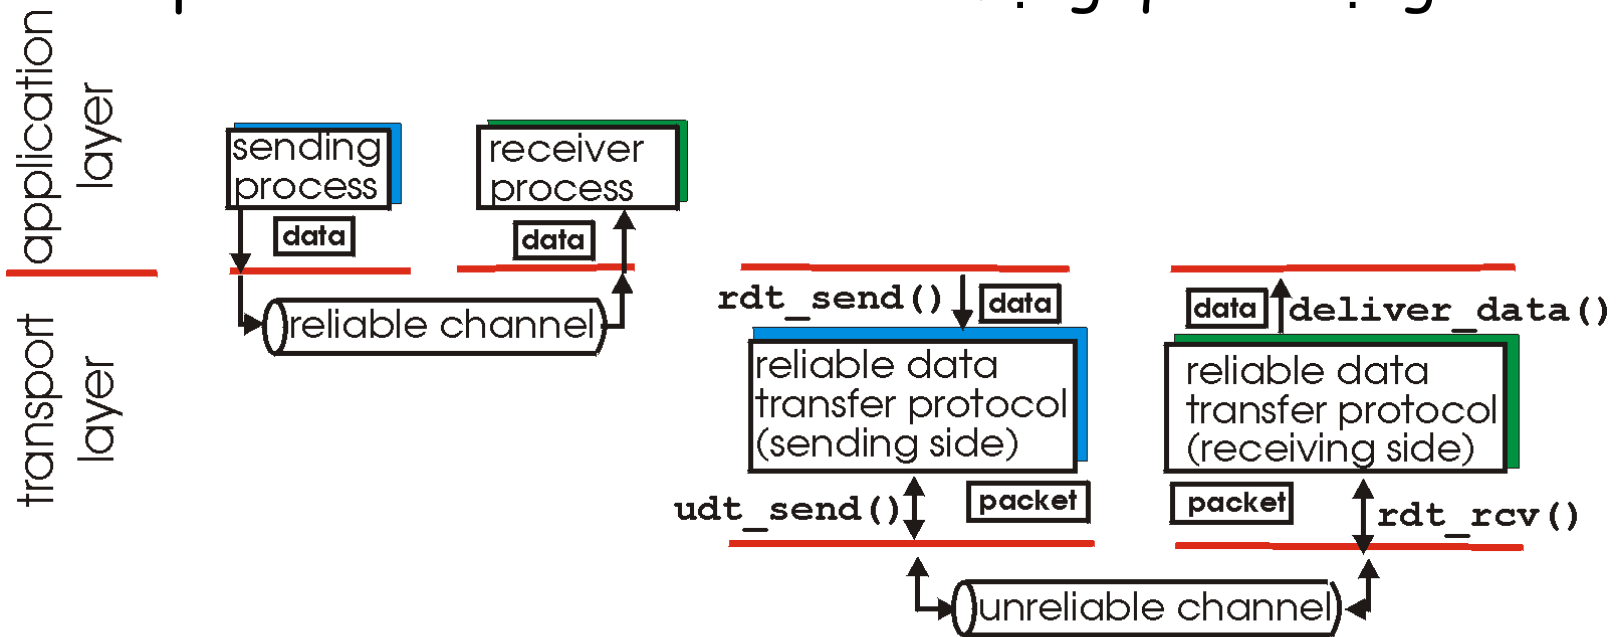 application
layer
transport
layer
sending
process
data
receiver
process
data
reliable channel
rdt_send()
data
reliable data
transfer protocol
(sending side)
udt_send()
packet
data
deliver_data()
reliable data
transfer protocol
(receiving side)
packet
rdt_rcv()
unreliable channel